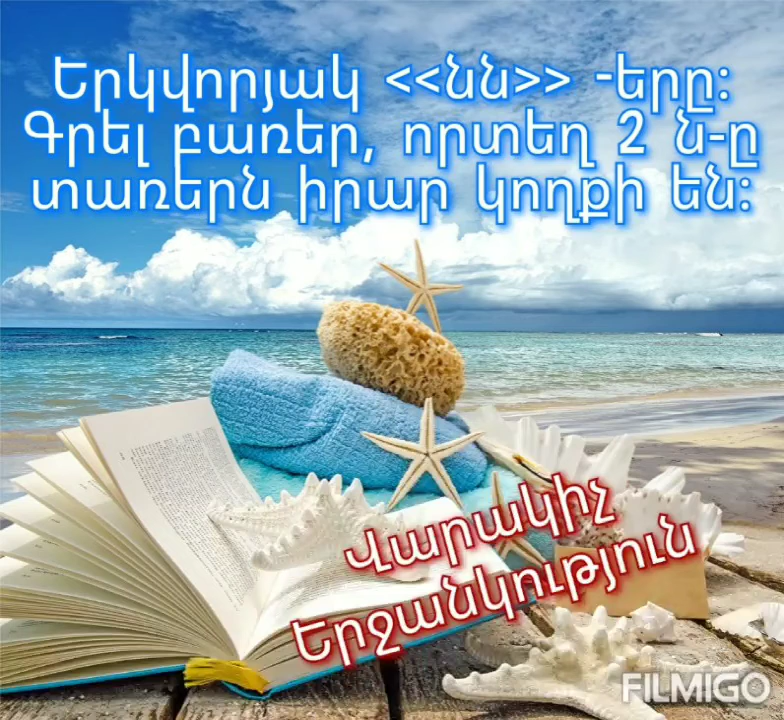 Երկվորյակ <<նն>> -երը:
Գրել բառեր, որտեղ 2 ն-ը
տառերն իրար կողքի են:
Վարակիչ
Երջանկություն
FILMIGO